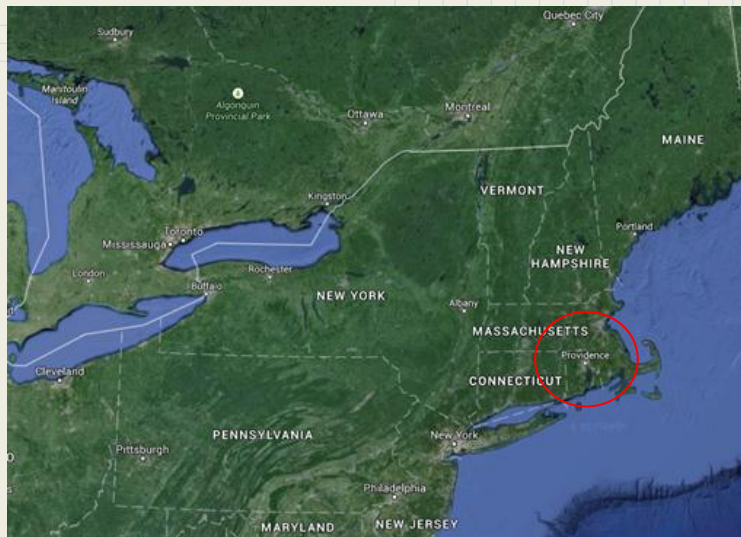 Quebec City
Sudbury
Manitoulin
Island
Algonquin
Provincial Park
Ottawa
Montreal
MAINE
VERMONT
Kingston
Portland
Toronto
Mississauga
NEW
HAMPSHIRE
London
Rochester
Buffalo
NEW YORK
Albany
MASSACHUSETTS
Providence
Cleveland
CONNECTICUT
PENNSYLVANIA
New York
Pittsburgh
Philadelphia
MARYLAND
NEW JERSEY